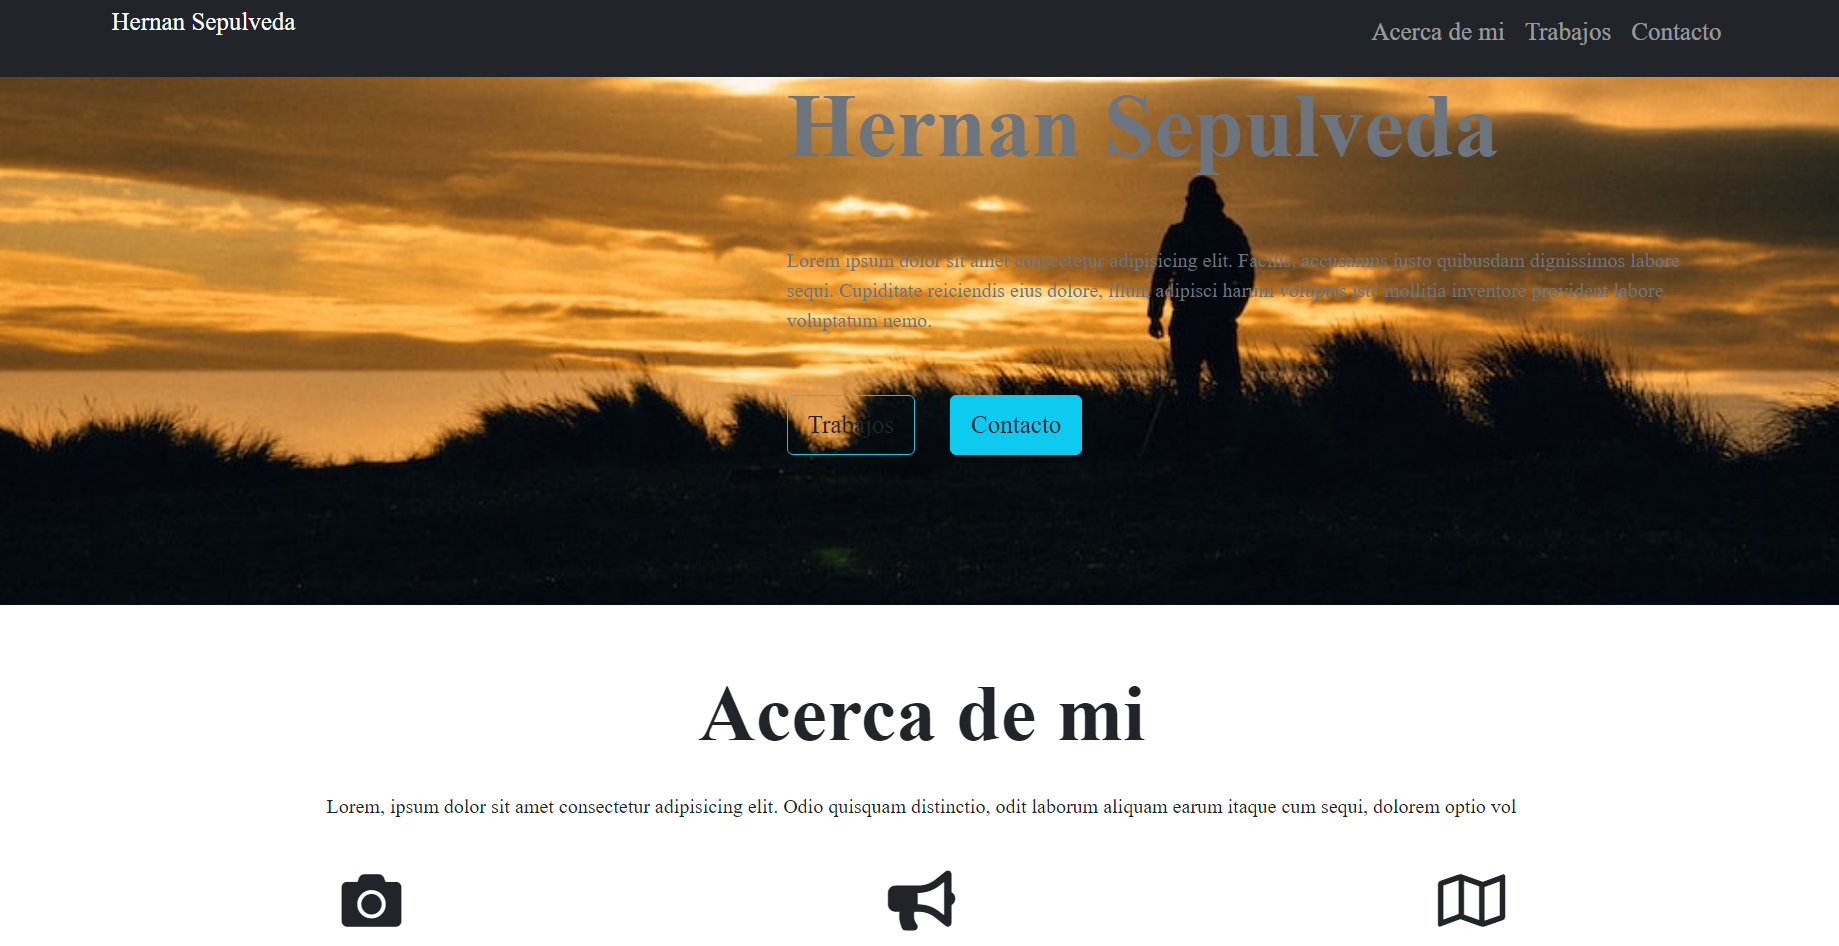 Hernan Sepulveda
Acerca de mi Trabajos Contacto
Hernan Sepulveda
Lorem ipsum dolor sit amet consectetur adipisicing elit. Facilis, accusamus iusto quibusdam dignissimos labore
sequi. Cupiditate reiciendis eius dolore, illum adipisci harum voluptas iste mollitia inventore provident labore
voluptatum nemo.
Trabajos Contacto
Acerca de mi
Lorem, ipsum dolor sit amet consectetur adipisicing elit. Odio quisquam distinctio, odit laborum aliquam earum itaque cum sequi, dolorem optio vol